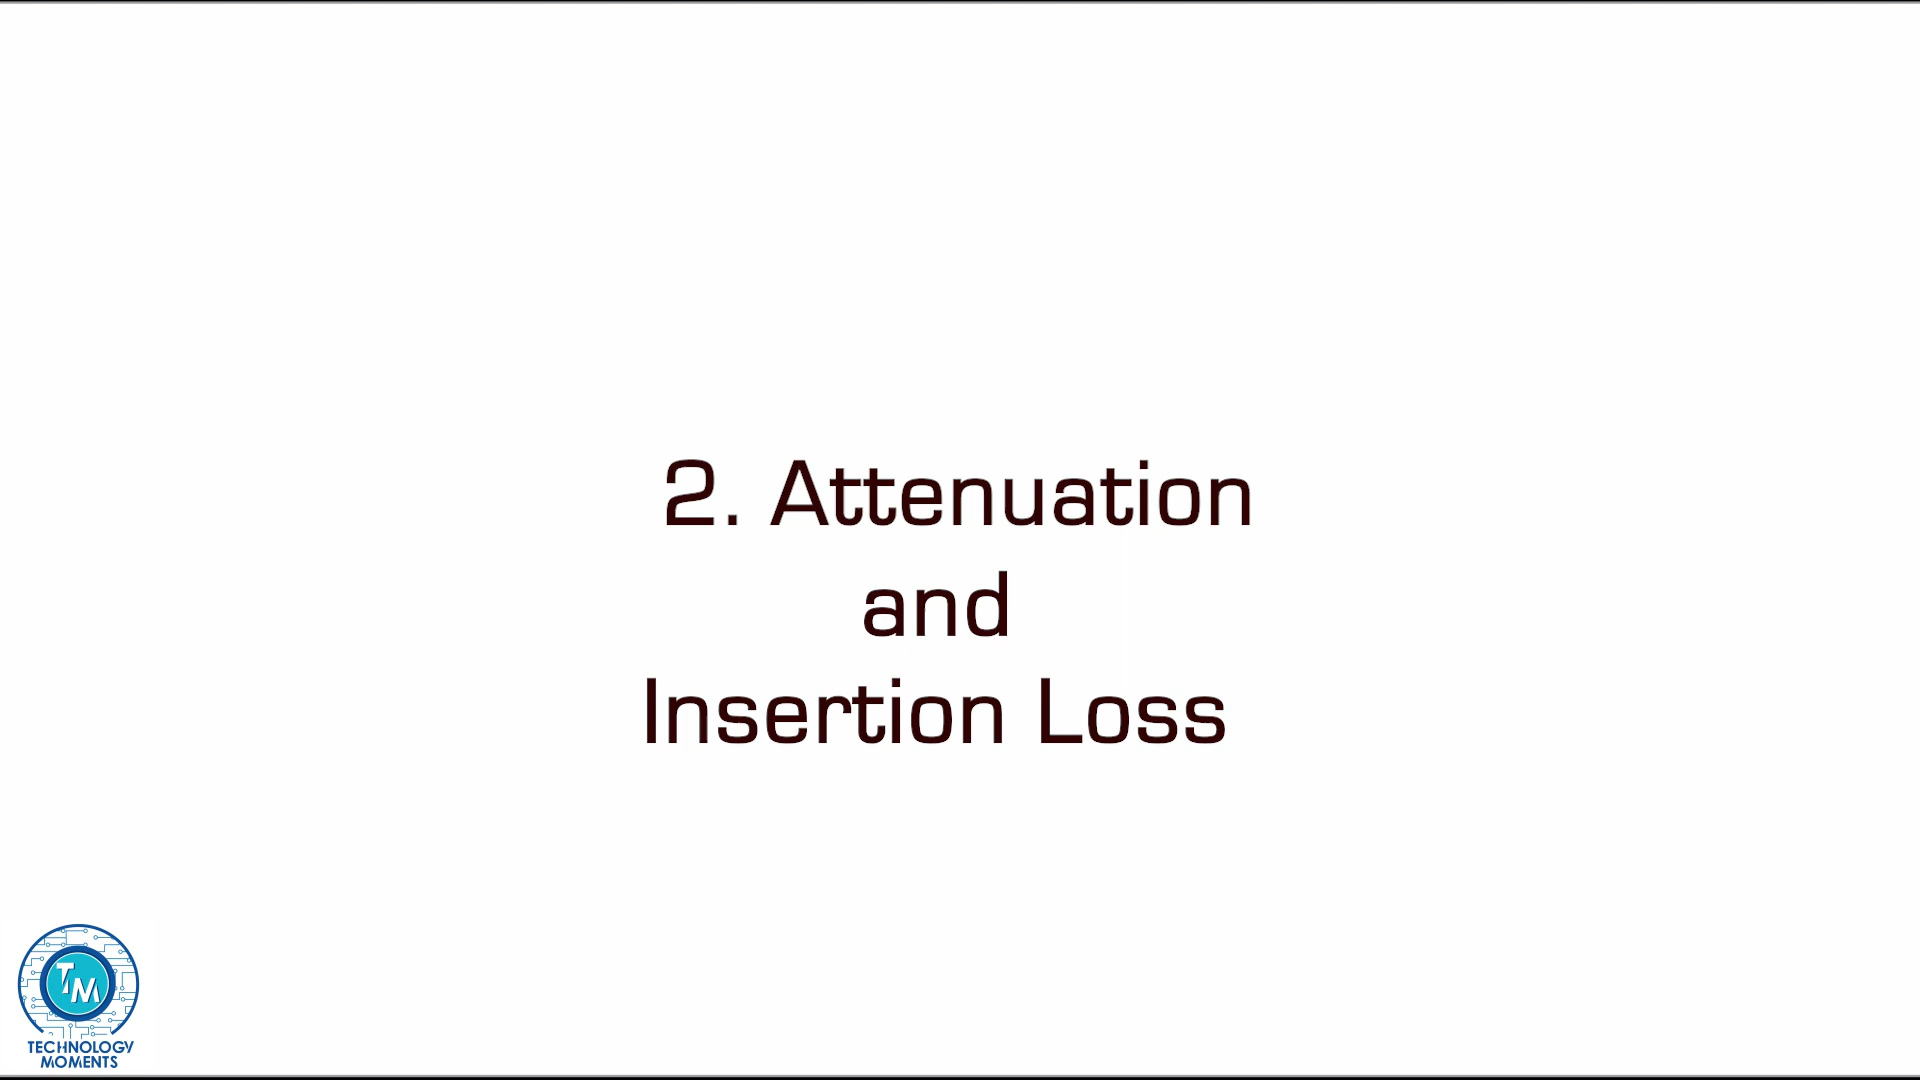 2. Attenuation
and
Insertion Loss
TM
TECHNOLOGY
MOMENTS